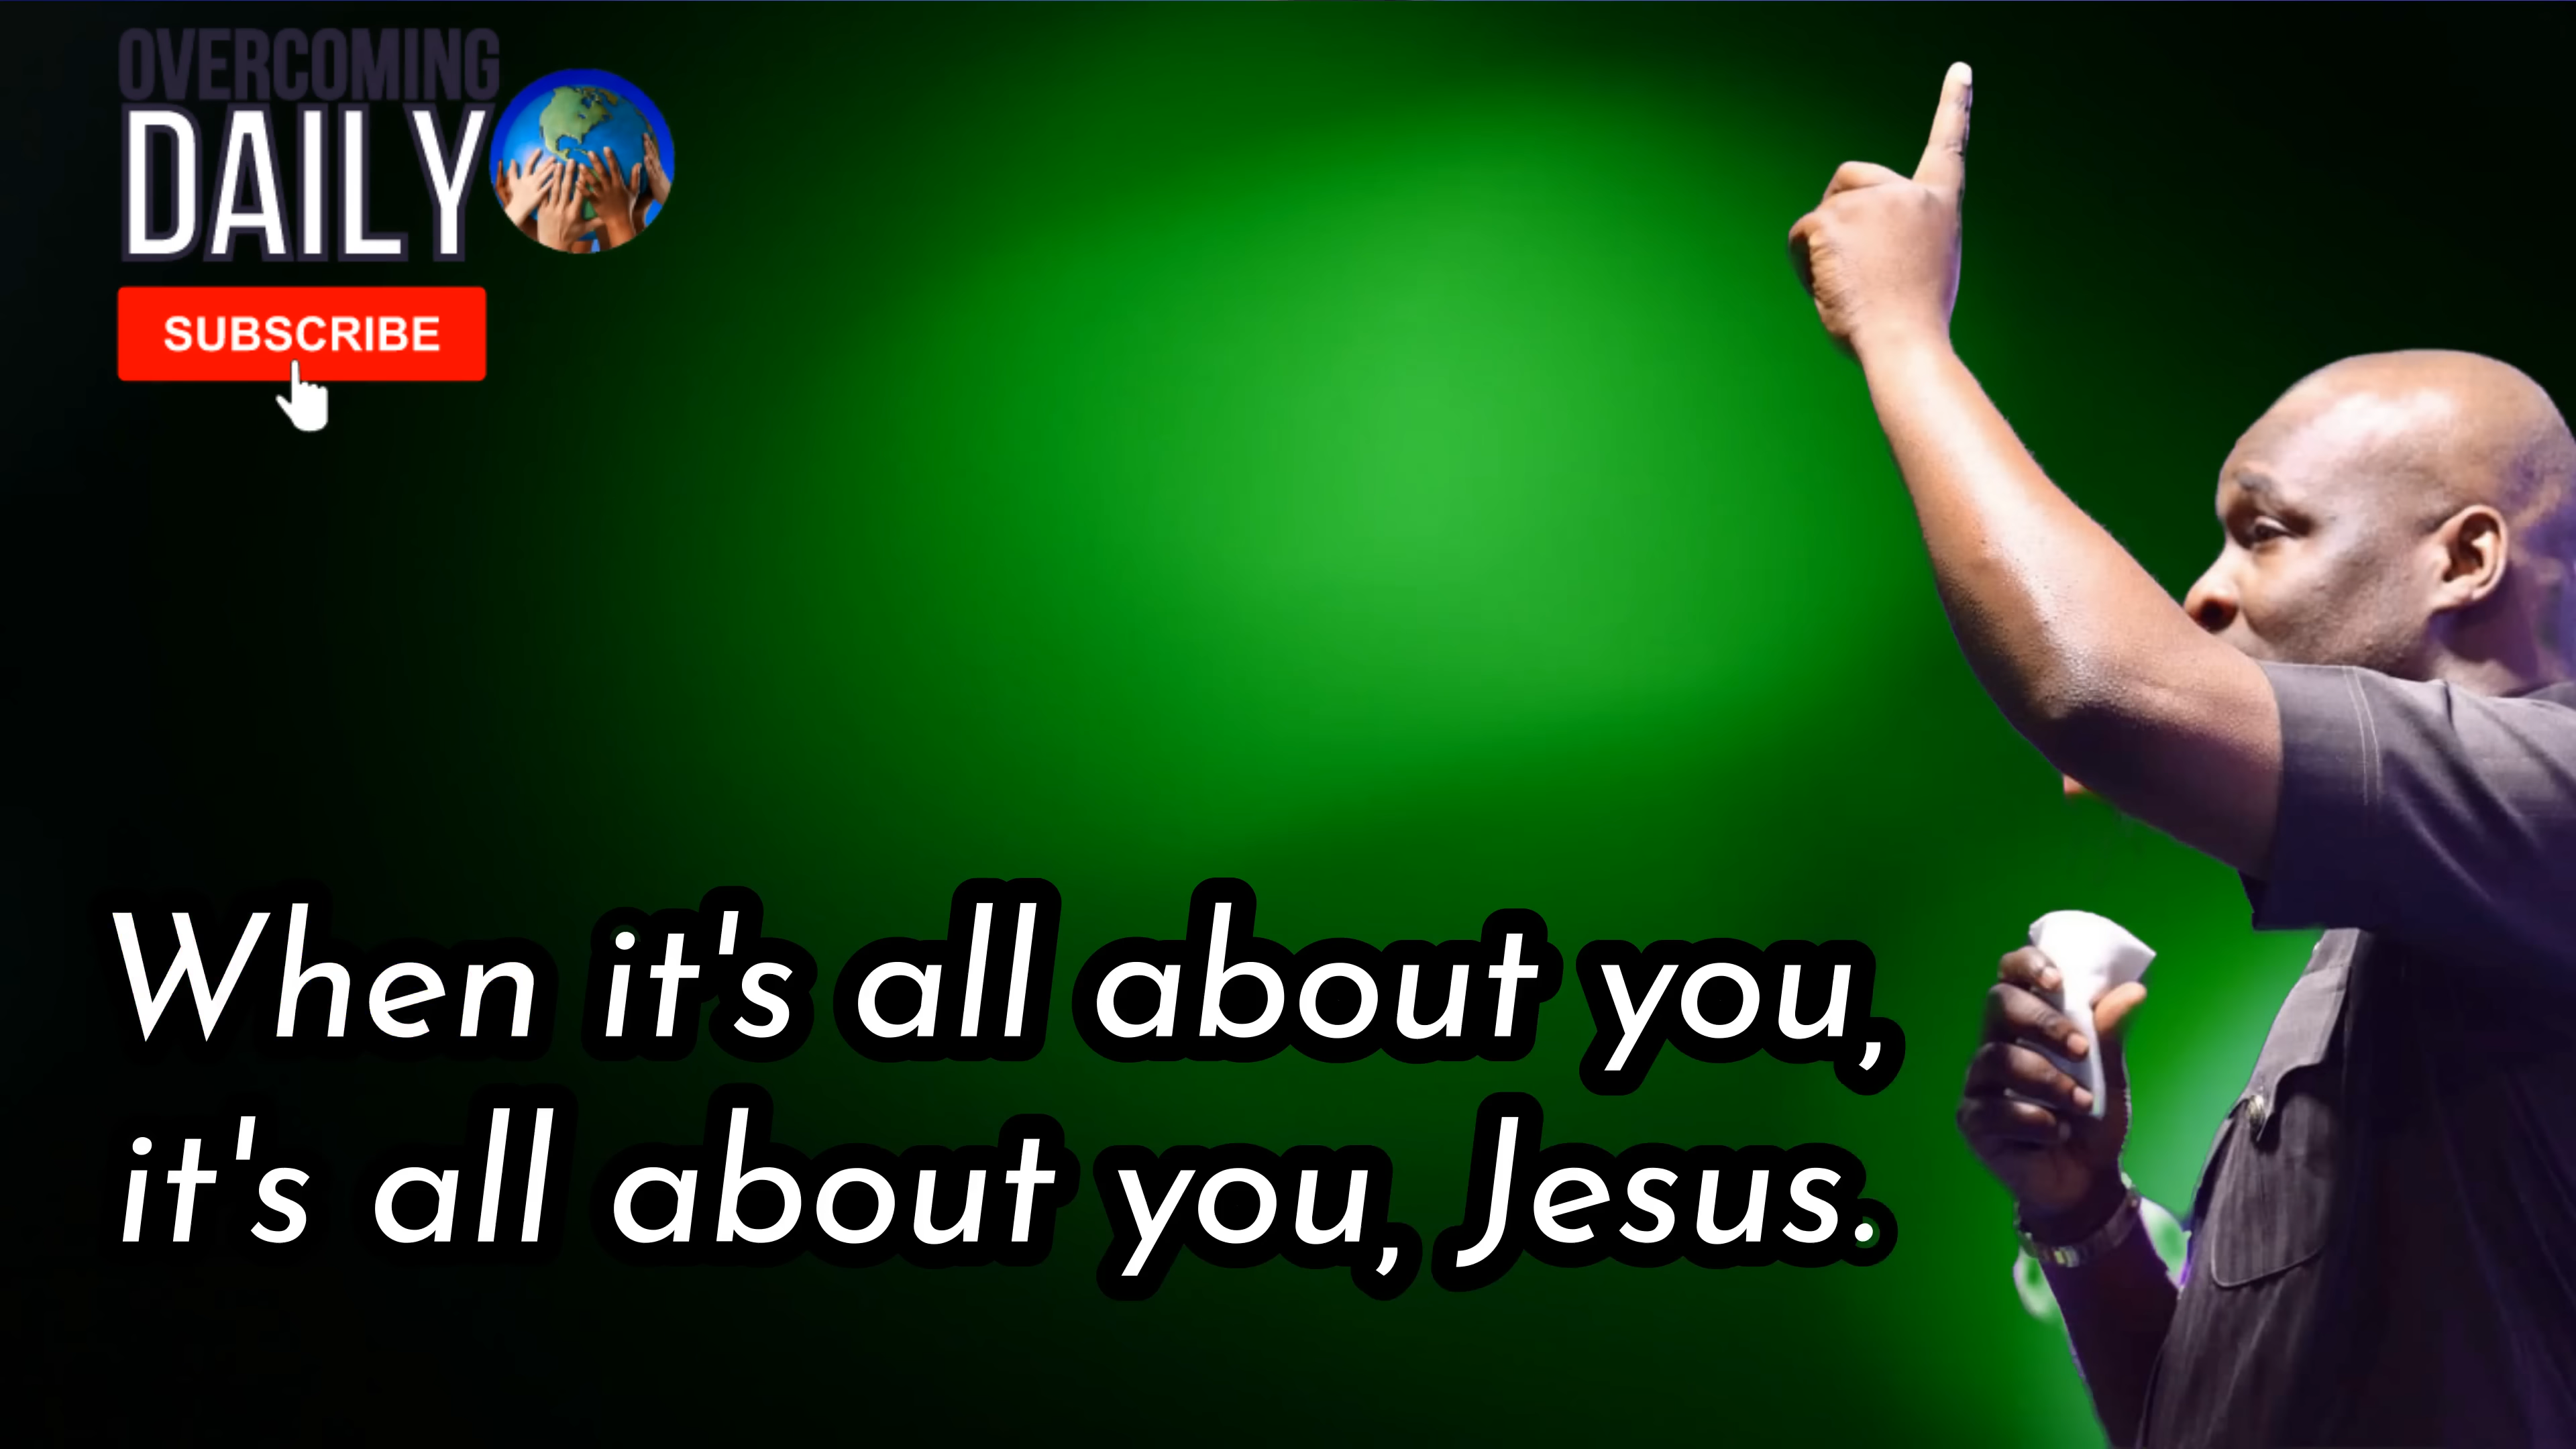 OVERCOMING
DAILY
SUBSCRIBE
When it's all about you,
it's all about you, Jesus.